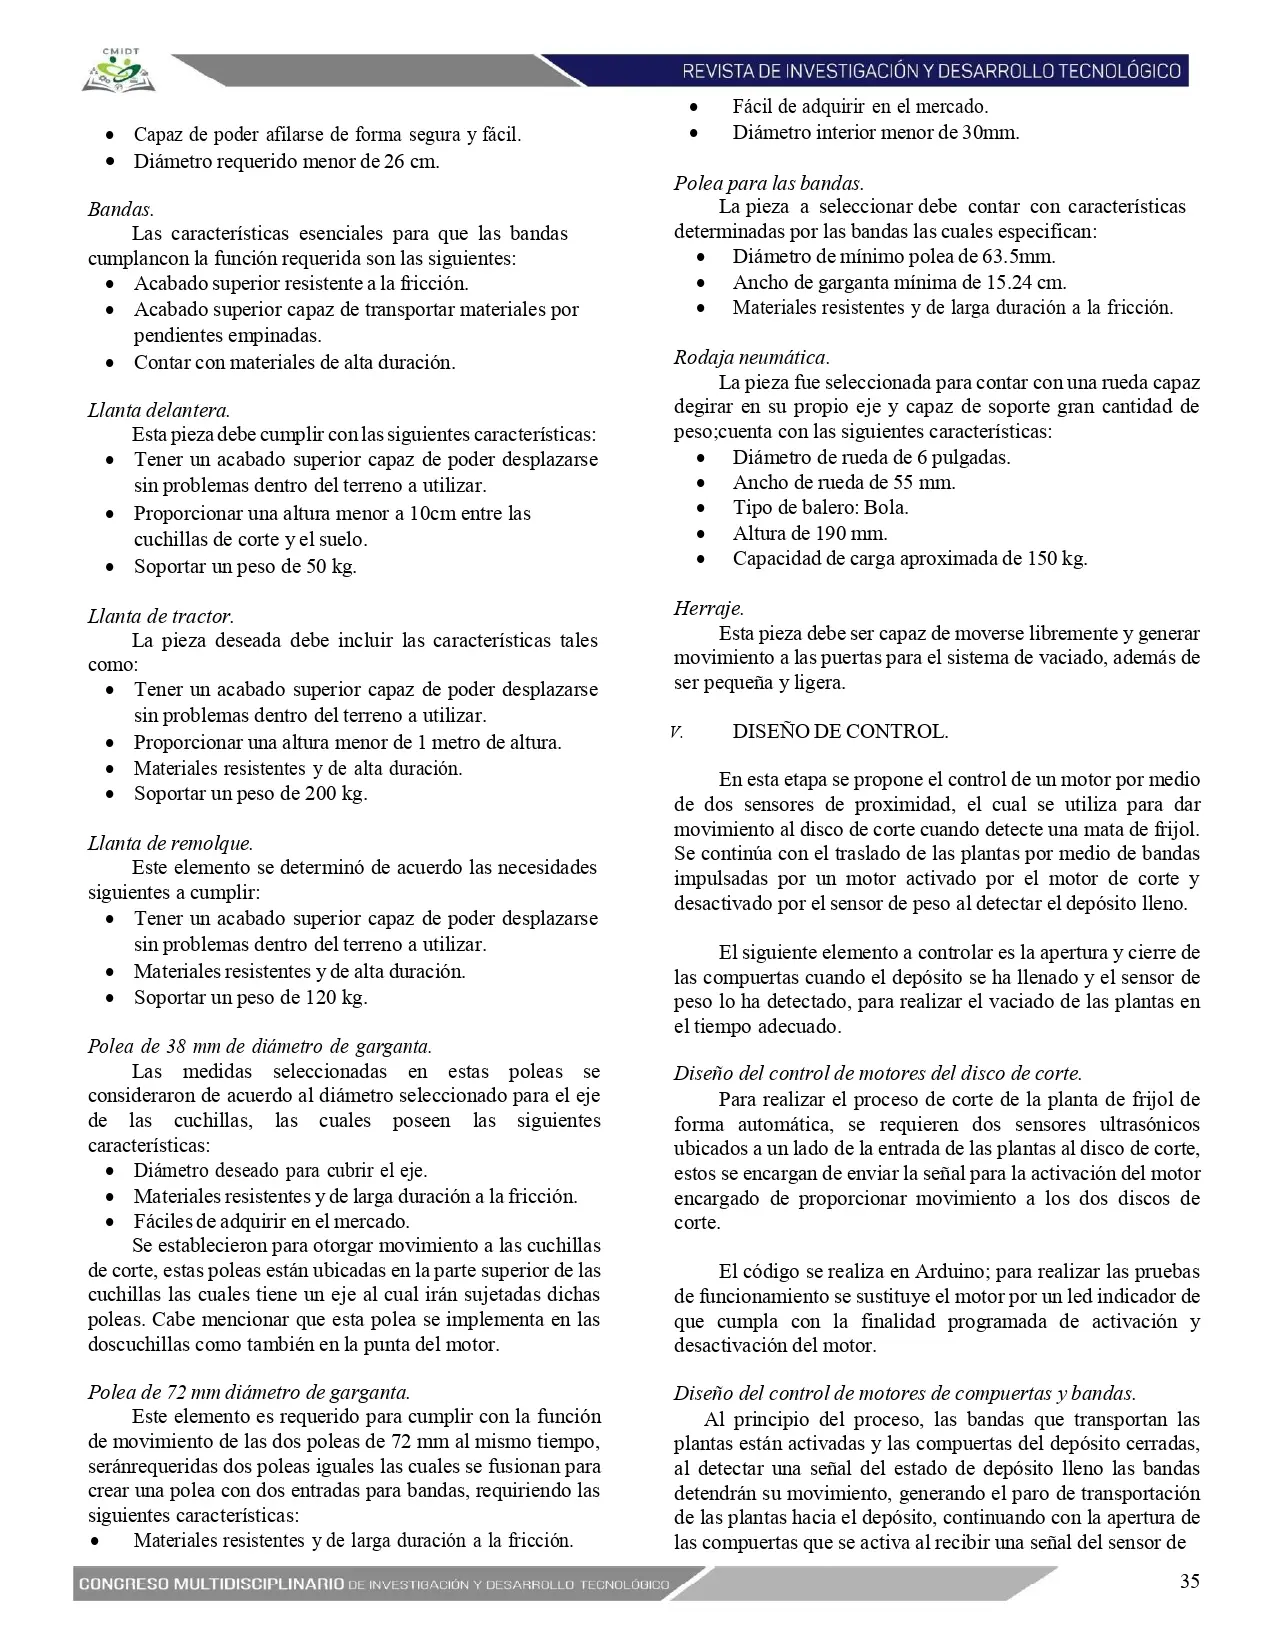 CMIDT
REVISTA DE INVESTIGACIÓN Y DESARROLLO TECNOLÓGICO
• Capaz de poder afilarse de forma segura y fácil.
• Diámetro requerido menor de 26 cm.
Bandas.
Las características esenciales para que las bandas
cumplancon la función requerida son las siguientes:
• Acabado superior resistente a la fricción.
• Acabado superior capaz de transportar materiales por
pendientes empinadas.
• Contar con materiales de alta duración.
Llanta delantera.
Esta pieza debe cumplir con las siguientes características:
• Tener un acabado superior capaz de poder desplazarse
sin problemas dentro del terreno a utilizar.
• Proporcionar una altura menor a 10cm entre las
cuchillas de corte y el suelo.
• Soportar un peso de 50 kg.
Llanta de tractor.
La pieza deseada debe incluir las características tales
como:
• Tener un acabado superior capaz de poder desplazarse
sin problemas dentro del terreno a utilizar.
• Proporcionar una altura menor de 1 metro de altura.
• Materiales resistentes y de alta duración.
• Soportar un peso de 200 kg.
Llanta de remolque.
Este elemento se determinó de acuerdo las necesidades
siguientes a cumplir:
• Tener un acabado superior capaz de poder desplazarse
sin problemas dentro del terreno a utilizar.
• Materiales resistentes y de alta duración.
• Soportar un peso de 120 kg.
Polea de 38 mm de diámetro de garganta.
Las medidas seleccionadas en estas poleas se
consideraron de acuerdo al diámetro seleccionado para el eje
de las cuchillas, las cuales poseen las siguientes
características:
• Diámetro deseado para cubrir el eje.
• Materiales resistentes y de larga duración a la fricción.
• Fáciles de adquirir en el mercado.
Se establecieron para otorgar movimiento a las cuchillas
de corte, estas poleas están ubicadas en la parte superior de las
cuchillas las cuales tiene un eje al cual irán sujetadas dichas
poleas. Cabe mencionar que esta polea se implementa en las
doscuchillas como también en la punta del motor.
Polea de 72 mm diámetro de garganta.
Este elemento es requerido para cumplir con la función
de movimiento de las dos poleas de 72 mm al mismo tiempo,
seránrequeridas dos poleas iguales las cuales se fusionan para
crear una polea con dos entradas para bandas, requiriendo las
siguientes características:
• Materiales resistentes y de larga duración a la fricción.
• Fácil de adquirir en el mercado.
• Diámetro interior menor de 30mm.
Polea para las bandas.
La pieza a seleccionar debe contar con características
determinadas por las bandas las cuales especifican:
• Diámetro de mínimo polea de 63.5mm.
• Ancho de garganta mínima de 15.24 cm.
• Materiales resistentes y de larga duración a la fricción.
Rodaja neumática.
La pieza fue seleccionada para contar con una rueda capaz
degirar en su propio eje y capaz de soporte gran cantidad de
peso;cuenta con las siguientes características:
• Diámetro de rueda de 6 pulgadas.
• Ancho de rueda de 55 mm.
• Tipo de balero: Bola.
• Altura de 190 mm.
• Capacidad de carga aproximada de 150 kg.
Herraje.
Esta pieza debe ser capaz de moverse libremente y generar
movimiento a las puertas para el sistema de vaciado, además de
ser pequeña y ligera.
V. DISEÑO DE CONTROL.
En esta etapa se propone el control de un motor por medio
de dos sensores de proximidad, el cual se utiliza para dar
movimiento al disco de corte cuando detecte una mata de frijol.
Se continúa con el traslado de las plantas por medio de bandas
impulsadas por un motor activado por el motor de corte y
desactivado por el sensor de peso al detectar el depósito lleno.
El siguiente elemento a controlar es la apertura y cierre de
las compuertas cuando el depósito se ha llenado y el sensor de
peso lo ha detectado, para realizar el vaciado de las plantas en
el tiempo adecuado.
Diseño del control de motores del disco de corte.
Para realizar el proceso de corte de la planta de frijol de
forma automática, se requieren dos sensores ultrasónicos
ubicados a un lado de la entrada de las plantas al disco de corte,
estos se encargan de enviar la señal para la activación del motor
encargado de proporcionar movimiento a los dos discos de
corte.
El código se realiza en Arduino; para realizar las pruebas
de funcionamiento se sustituye el motor por un led indicador de
que cumpla con la finalidad programada de activación y
desactivación del motor.
Diseño del control de motores de compuertas y bandas.
Al principio del proceso, las bandas que transportan las
plantas están activadas y las compuertas del depósito cerradas,
al detectar una señal del estado de depósito lleno las bandas
detendrán su movimiento, generando el paro de transportación
de las plantas hacia el depósito, continuando con la apertura de
las compuertas que se activa al recibir una señal del sensor de
CONGRESO MULTIDISCIPLINARIO DE INVESTIGACIÓN Y DESARROLLO TECNOLÓGICO
35